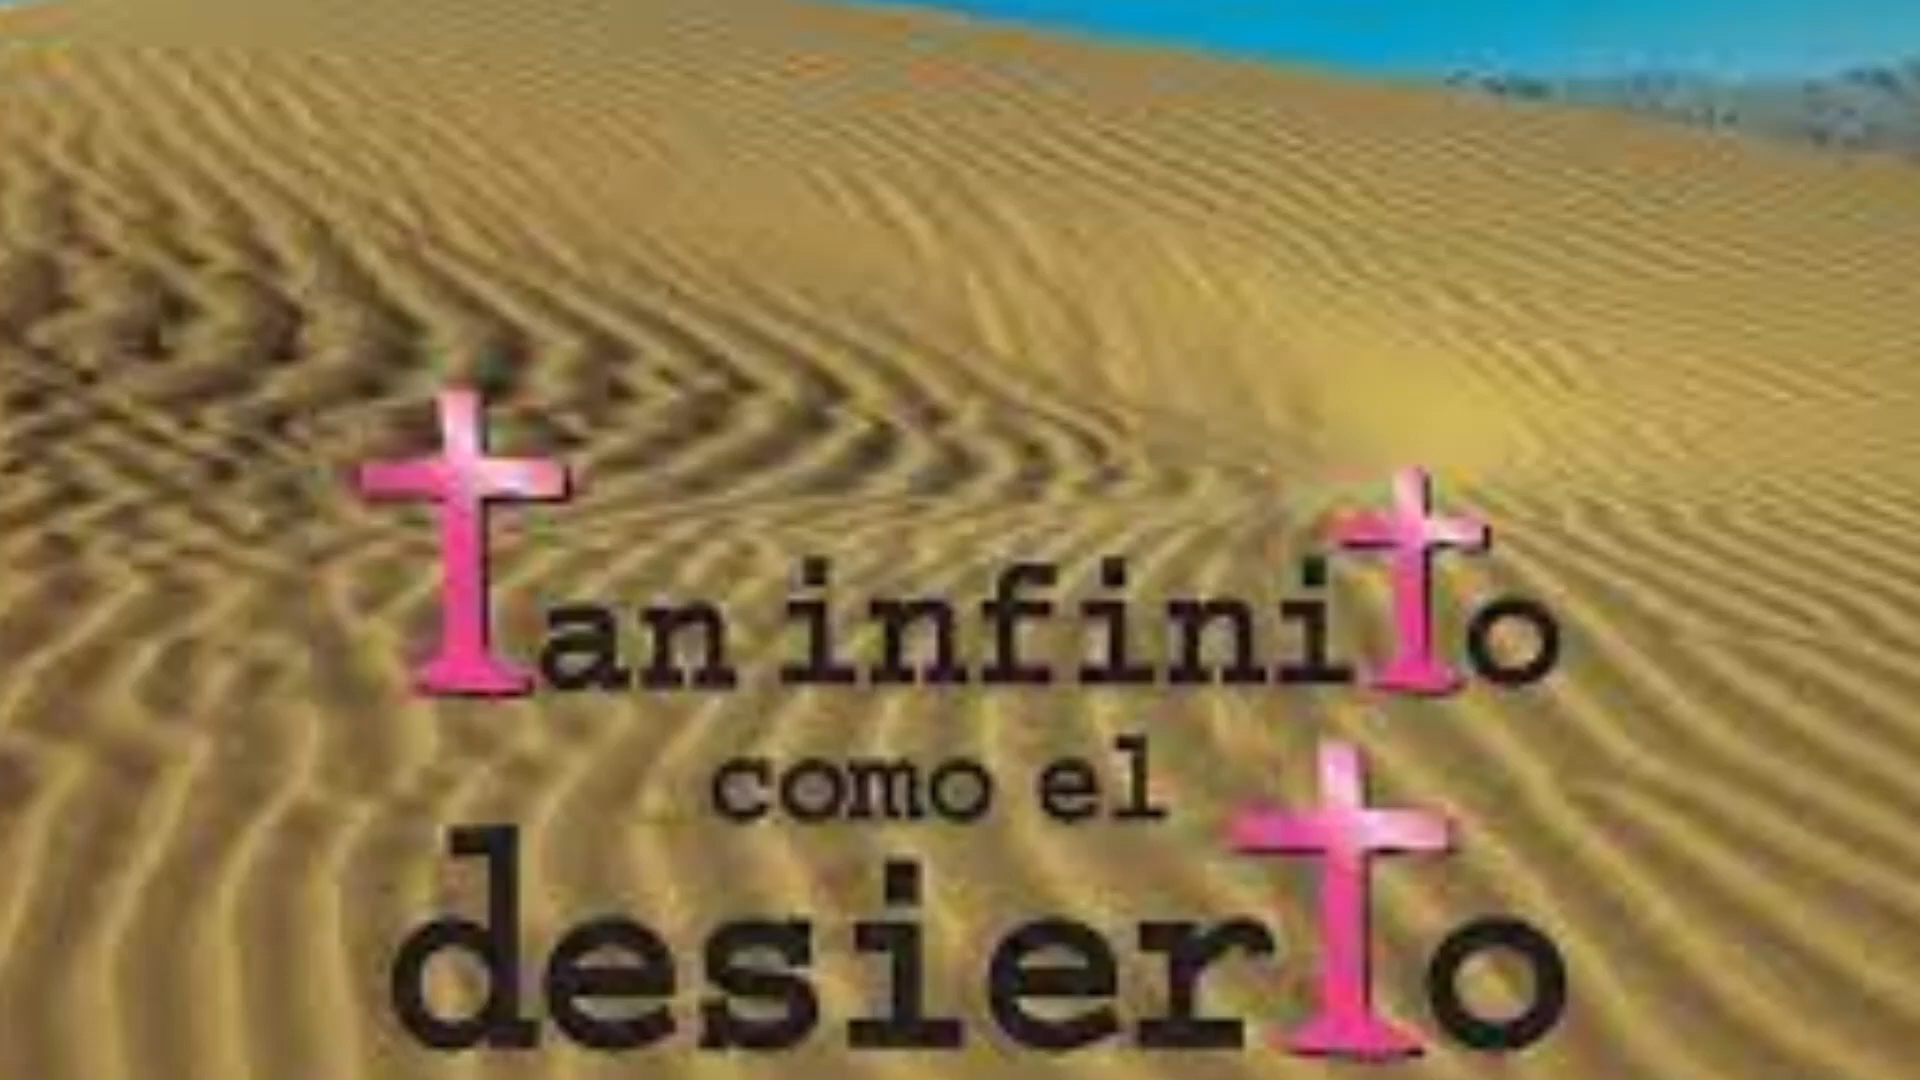 tan infinito
como el
desierto